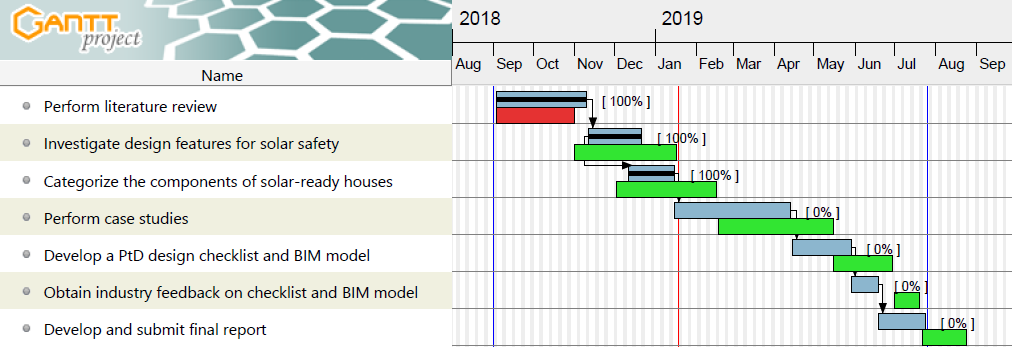 GANTT
project
2018
2019
Aug Sep Oct Nov Dec Jan Feb Mar Apr May Jun Jul Aug Sep
Name
Perform literature review
[ 100% ]
Investigate design features for solar safety
[ 100% ]
Categorize the components of solar-ready houses
[ 100% ]
Perform case studies
[ 0% ]
Develop a PtD design checklist and BIM model
[ 0% ]
Obtain industry feedback on checklist and BIM model
[ 0% ]
Develop and submit final report
[ 0% ]